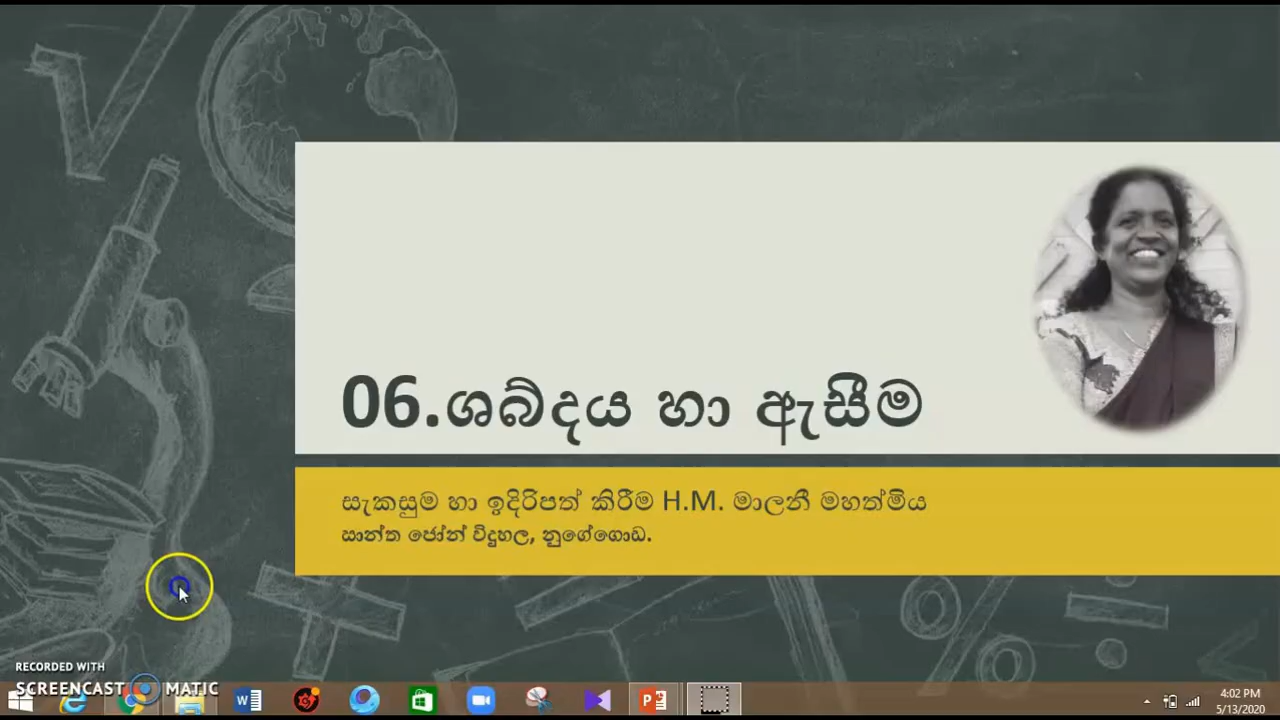 06.ශබ්දය හා ඇසීම
සැකසුම හා ඉදිරිපත් කිරීම H.M. මාලනී මහත්මිය
සාන්ත ජෝන් විදුහල, නුගේගොඩ.
RECORDED WITH
SCREENCAST MATIC
4:02 PM
5/13/2020